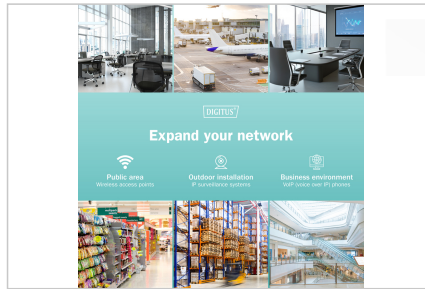 DIGITUS
Expand your network
Public area
Wireless access points
Outdoor installation
IP surveillance systems
Business environment
VoIP (voice over IP) phones